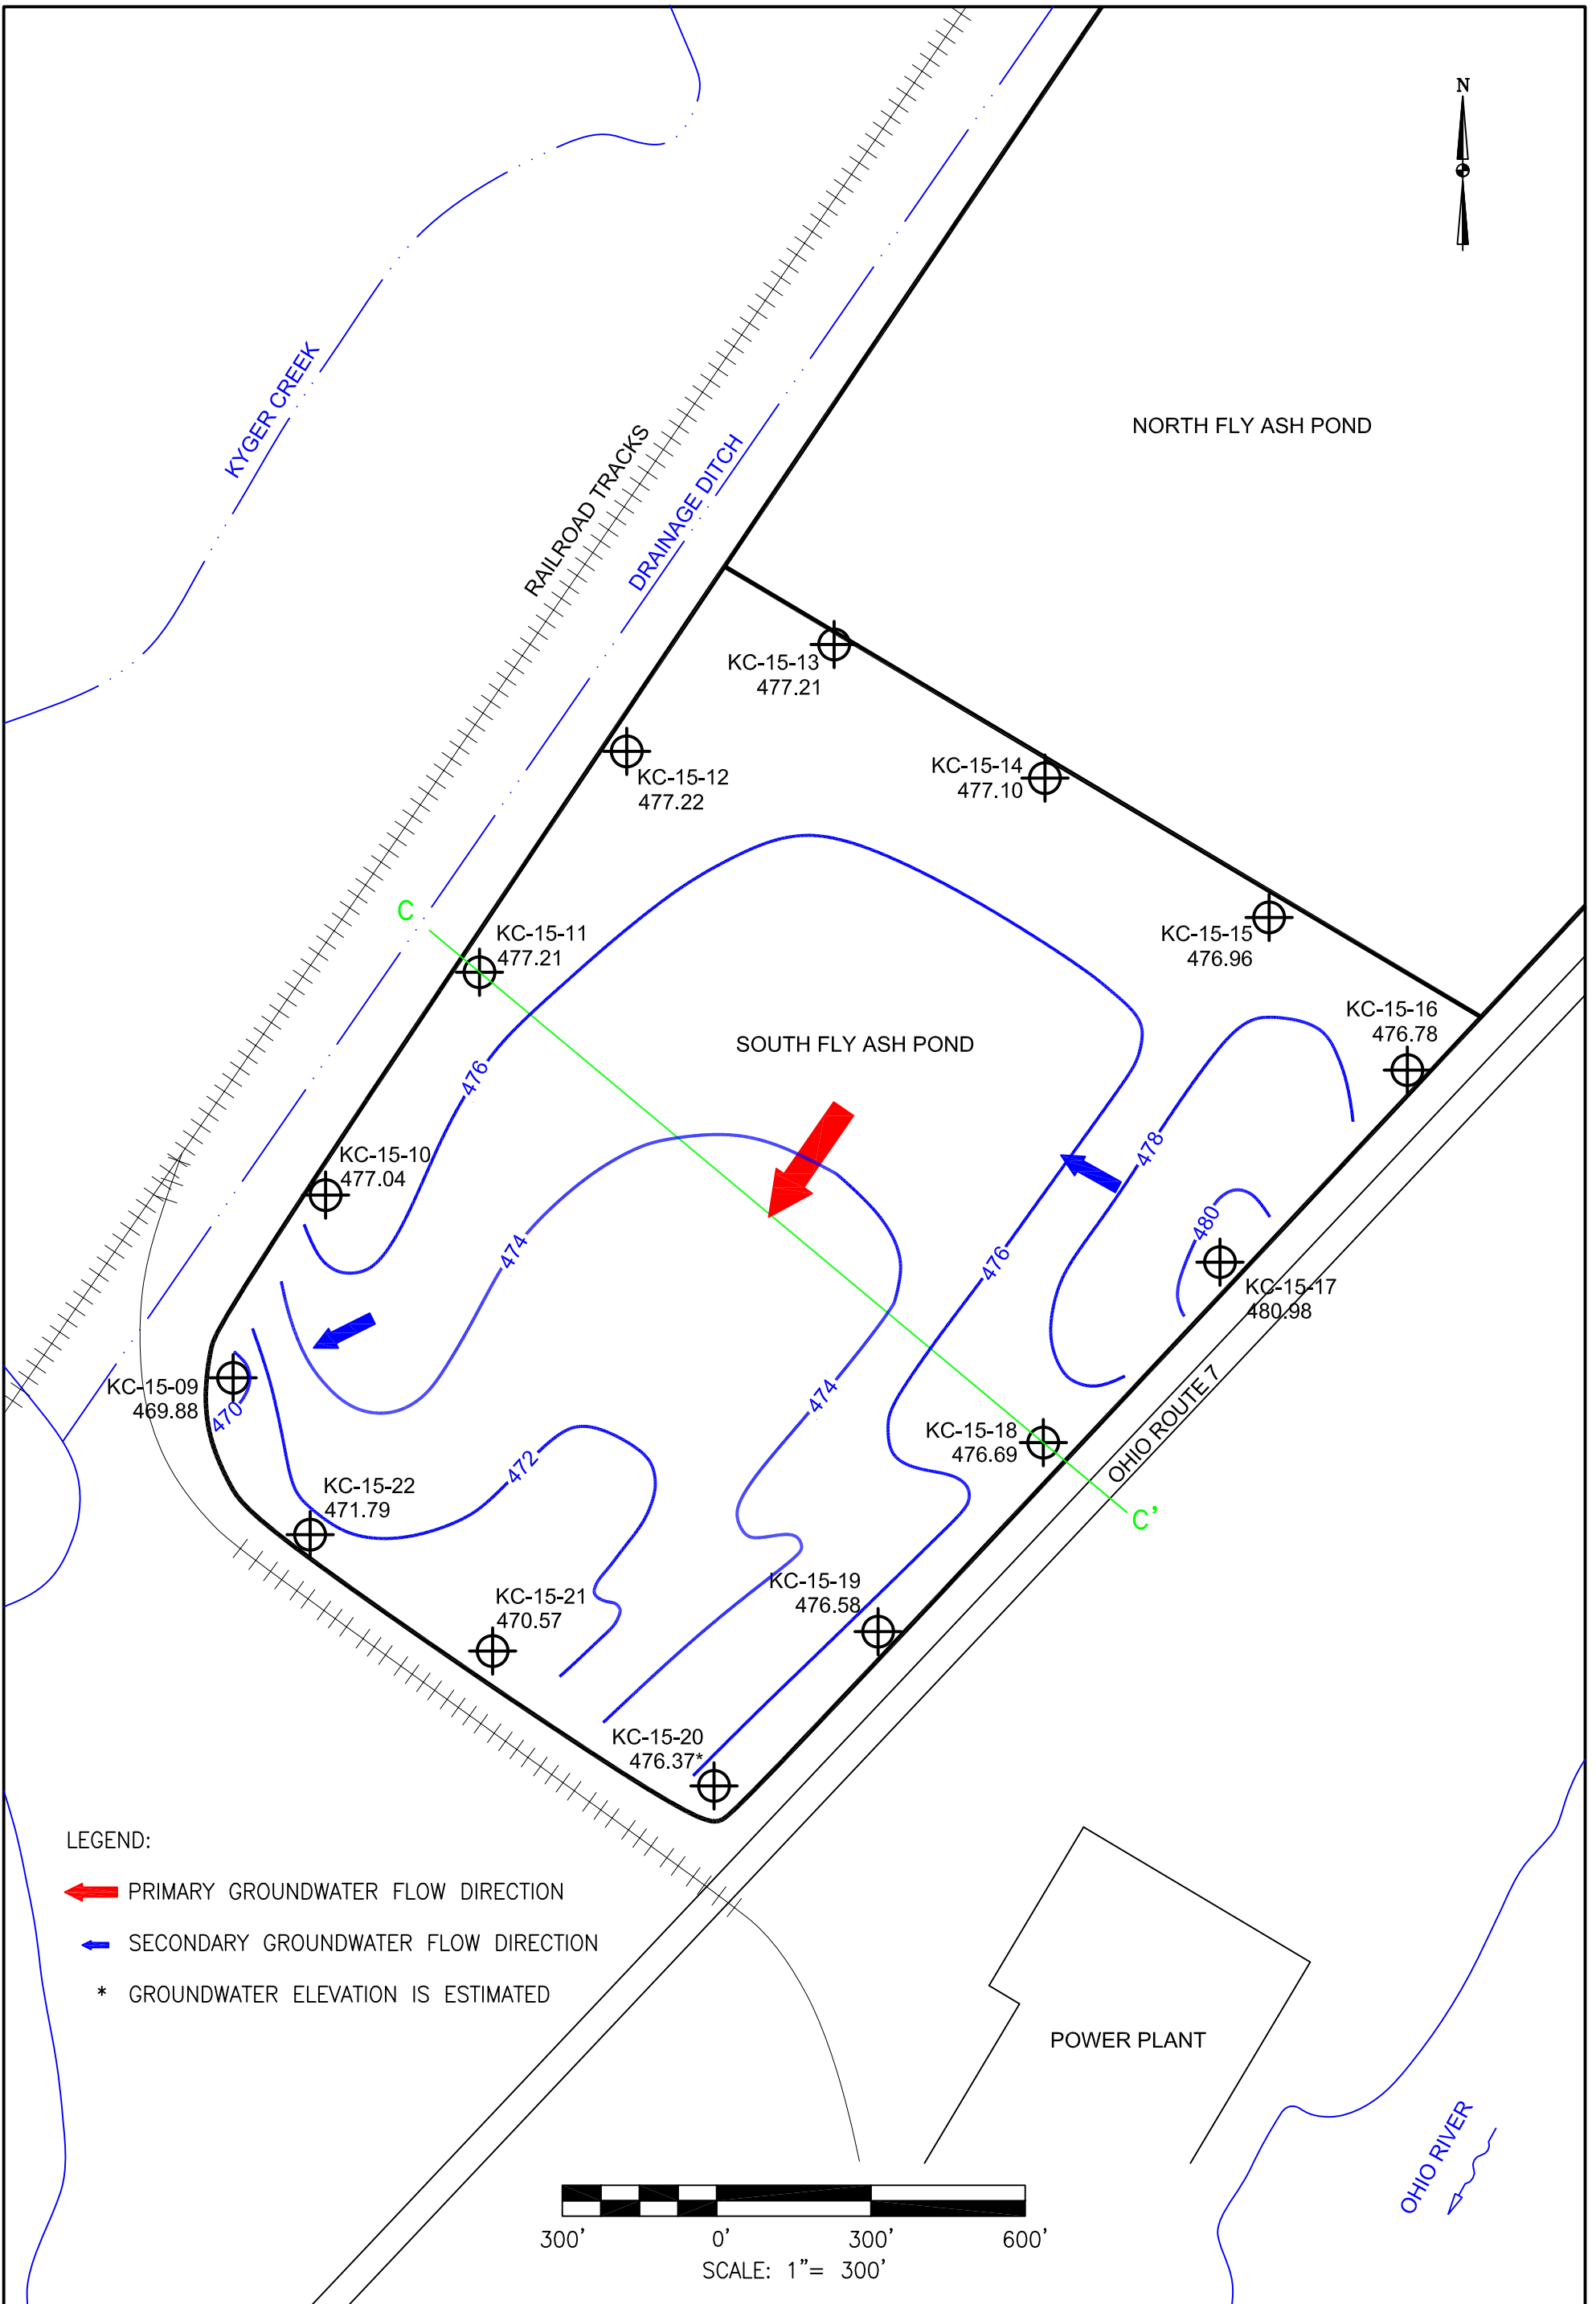 N
KYGER CREEK
RAILROAD TRACKS
DRAINAGE DITCH
NORTH FLY ASH POND
KC-15-13
477.21
KC-15-12
477.22
KC-15-14
477.10
C
KC-15-11
477.21
KC-15-15
476.96
KC-15-16
476.78
SOUTH FLY ASH POND
476
478
KC-15-10
477.04
480
474
476
KC-15-17
480.98
KC-15-09
469.88
470
474
OHIO ROUTE 7
KC-15-18
476.69
472
KC-15-22
471.79
C'
KC-15-19
476.58
KC-15-21
470.57
KC-15-20
476.37*
LEGEND:
PRIMARY GROUNDWATER FLOW DIRECTION
SECONDARY GROUNDWATER FLOW DIRECTION
* GROUNDWATER ELEVATION IS ESTIMATED
POWER PLANT
OHIO RIVER
300' 0' 300' 600'
SCALE: 1"= 300'